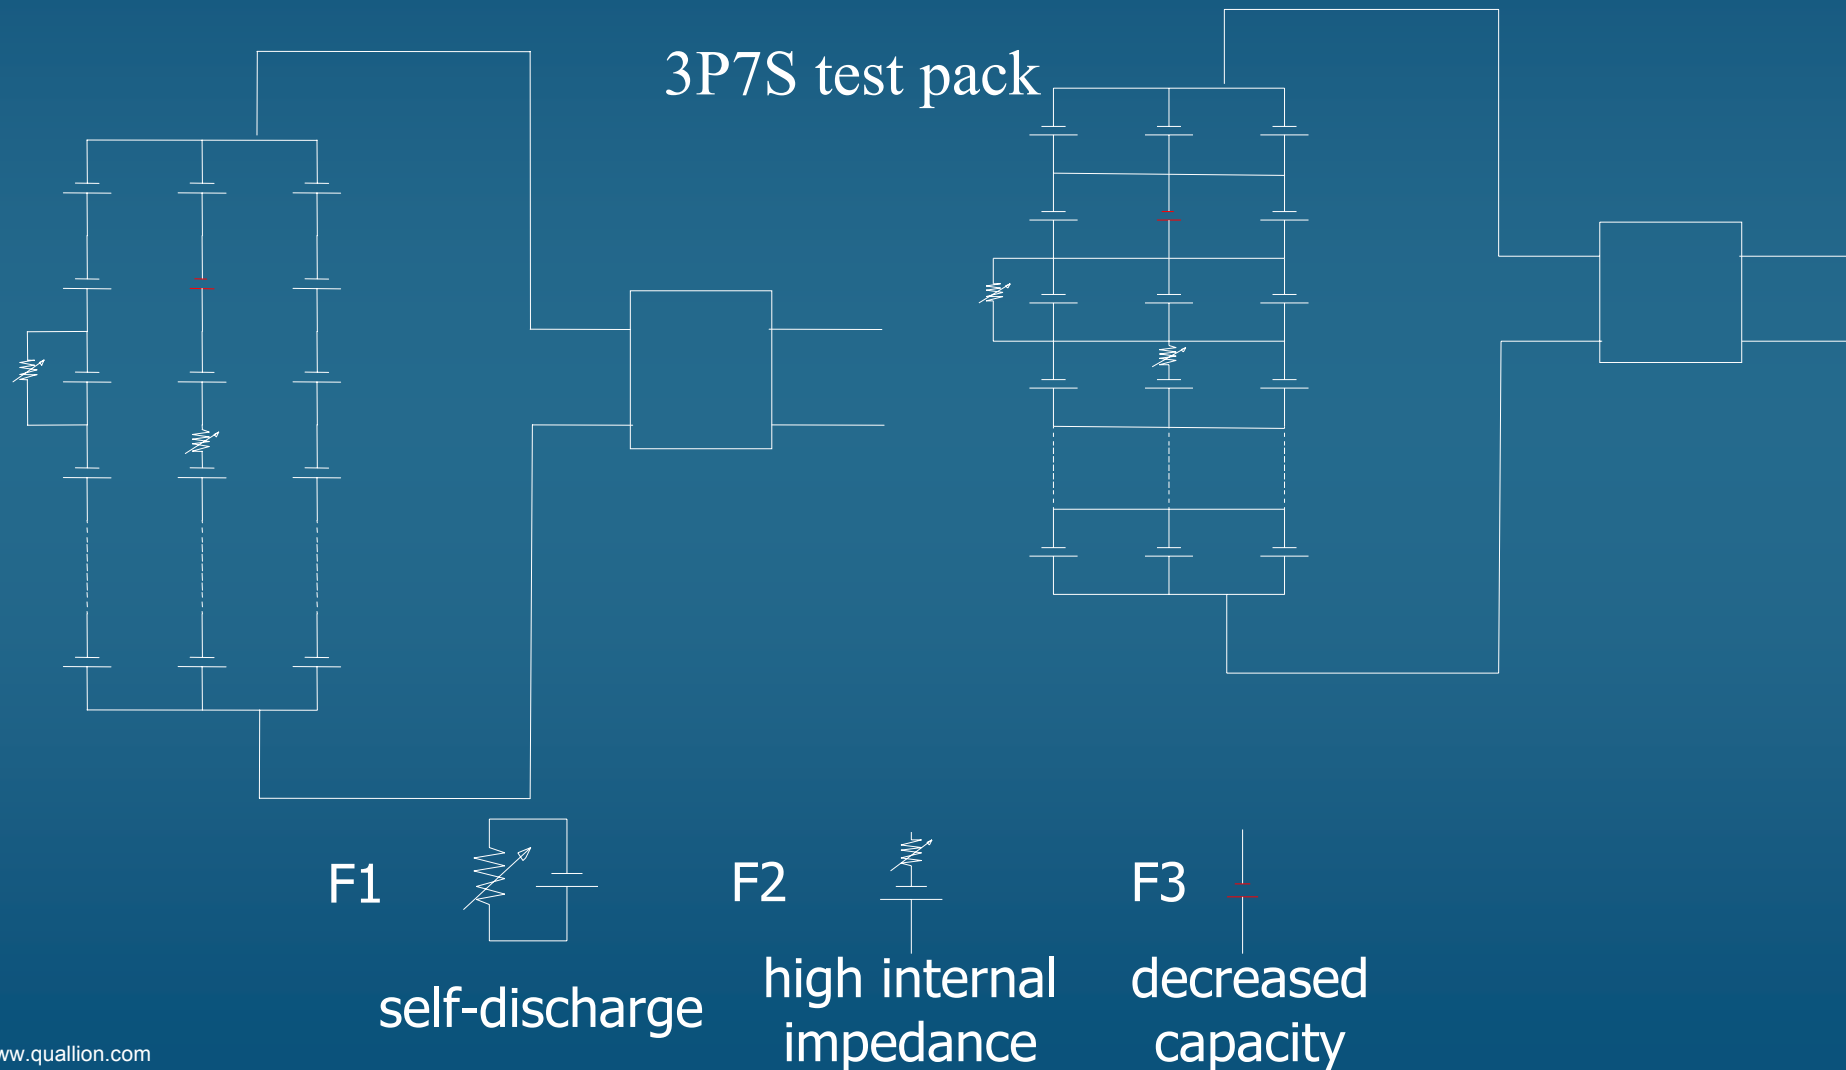 3P7S test pack
F1
F2
F3
self-discharge
high internal
impedance
decreased
capacity
ww.quallion.com